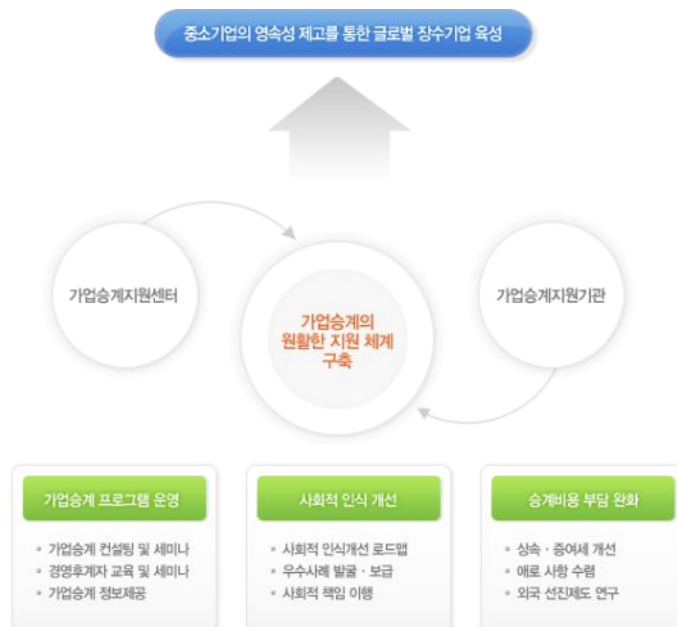 중소기업의 영속성 제고를 통한 글로벌 장수기업 육성
가업승계지원센터
가업승계의
원활한 지원 체계
구축
가업승계지원기관
가업승계 프로그램 운영
▪ 가업승계 컨설팅 및 세미나
▪ 경영후계자 교육 및 세미나
▪ 가업승계 정보제공
사회적 인식 개선
▪ 사회적 인식개선 로드맵
▪ 우수사례 발굴 · 보급
▪ 사회적 책임 이행
승계비용 부담 완화
▪ 상속 · 증여세 개선
▪ 애로 사항 수렴
▪ 외국 선진제도 연구